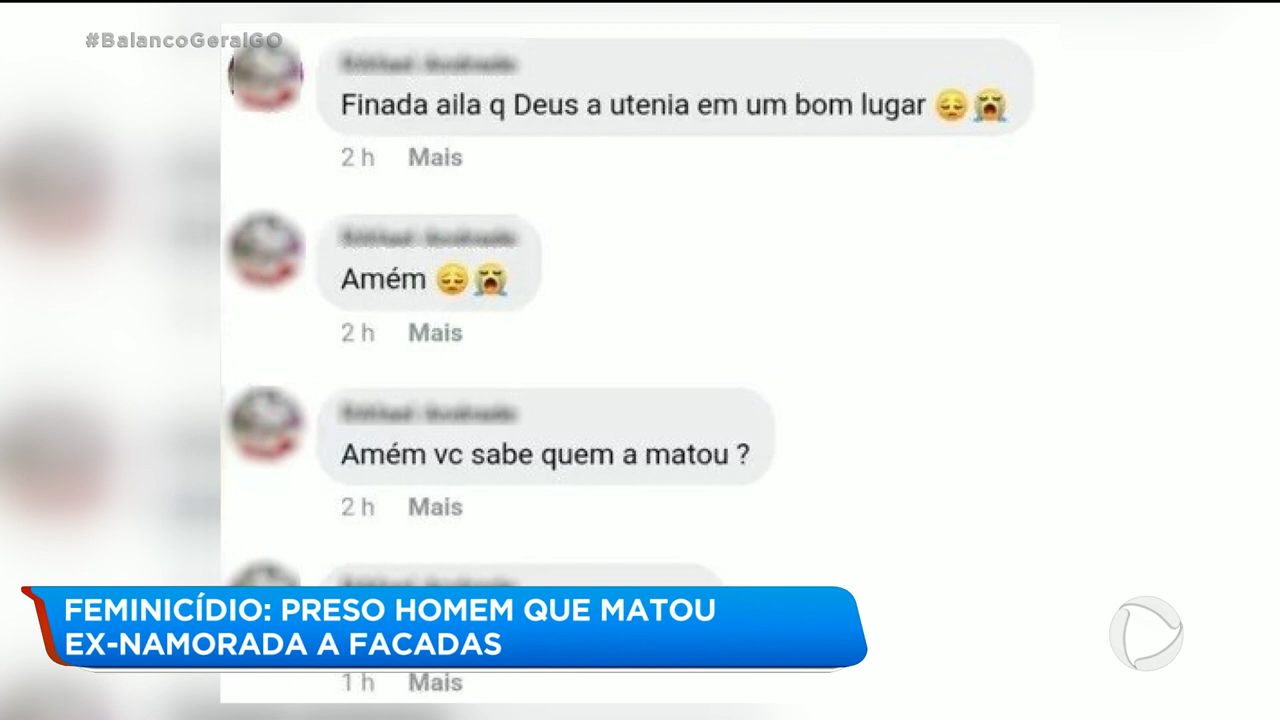 #BalancoGeralGO
Finada aila q Deus a utenia em um bom lugar 😔😭
2 h Mais
Amém 😔😭
2 h Mais
Amém vc sabe quem a matou ?
2 h Mais
FEMINICÍDIO: PRESO HOMEM QUE MATOU
EX-NAMORADA A FACADAS
1 h Mais